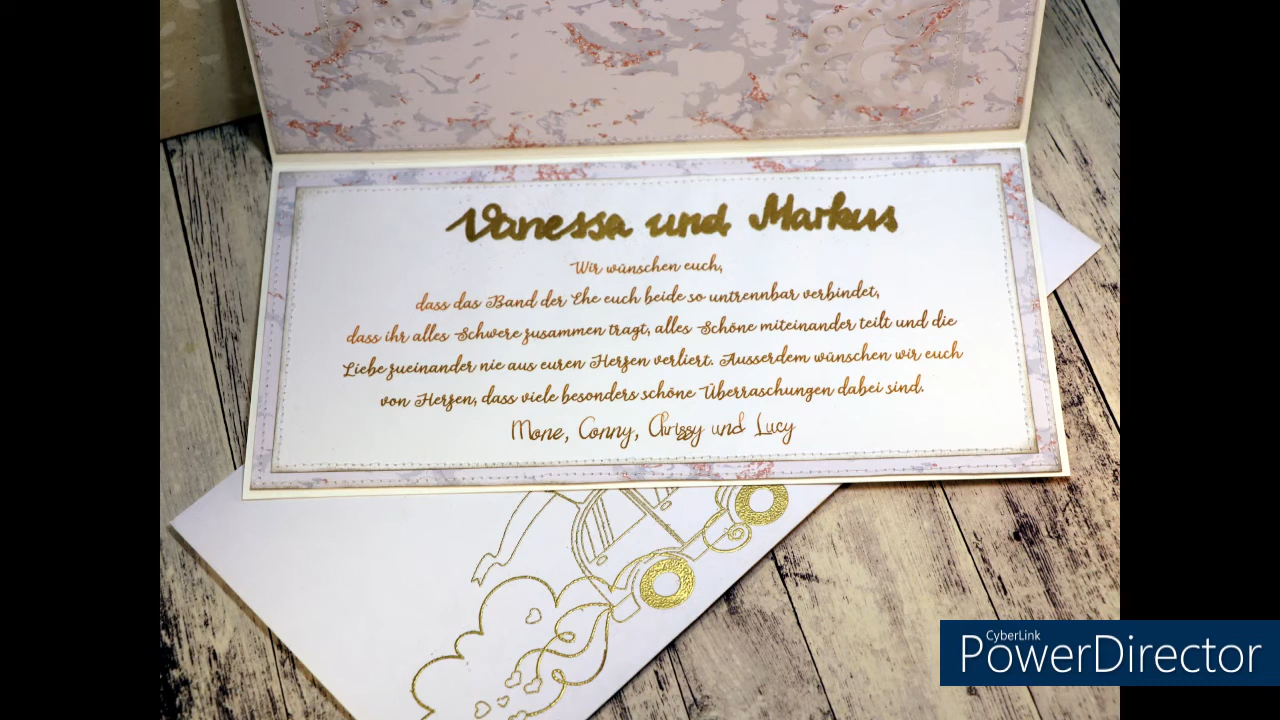 Vanessa und Markus
Wir wünschen euch,
dass das Band der Ehe euch beide so untrennbar verbindet,
dass ihr alles Schwere zusammen tragt, alles Schöne miteinander teilt und die
Liebe zueinander nie aus euren Herzen verliert. Ausserdem wünschen wir euch
von Herzen, dass viele besonders schöne Überraschungen dabei sind.
Mone, Conny, Chrissy und Lucy
CyberLink
PowerDirector